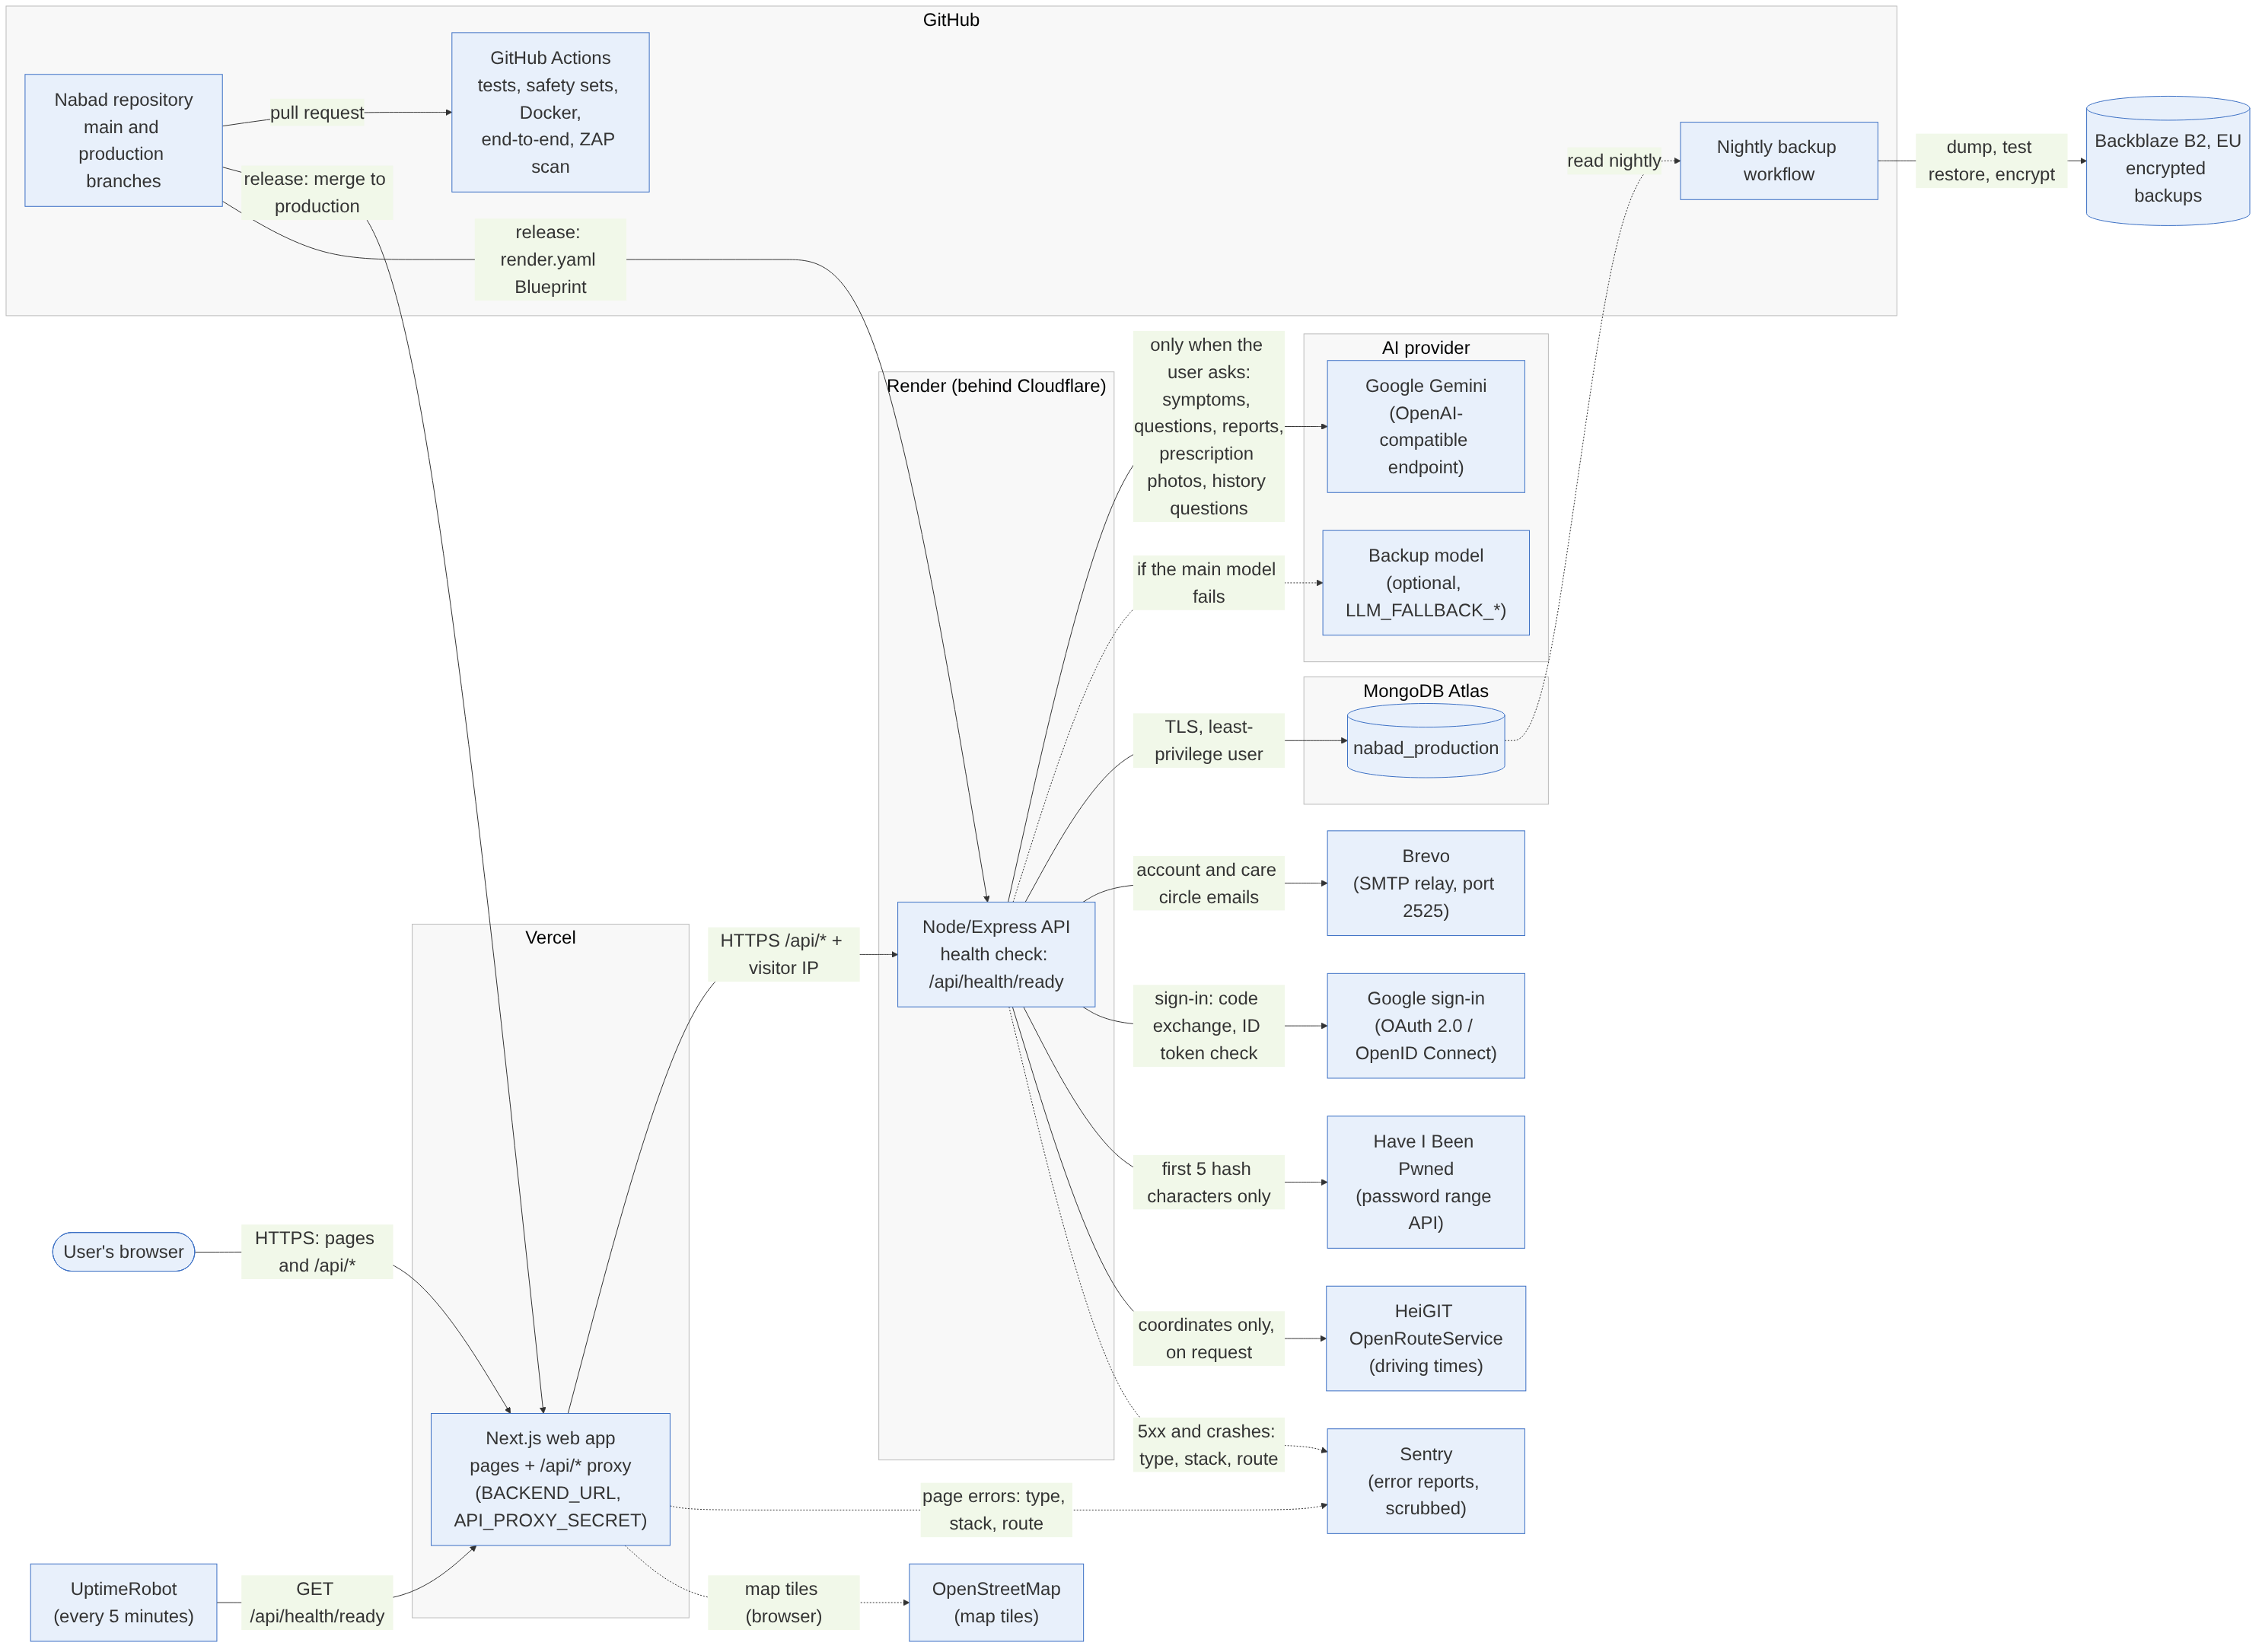 GitHub
Nabad repository
main and
production
branches
pull request
GitHub Actions
tests, safety sets,
Docker,
end-to-end, ZAP
scan
release: merge to
production
release:
render.yaml
Blueprint
read nightly
Nightly backup
workflow
dump, test
restore, encrypt
Backblaze B2, EU
encrypted
backups
Render (behind Cloudflare)
only when the
user asks:
symptoms,
questions, reports,
prescription
photos, history
questions
AI provider
Google Gemini
(OpenAI-
compatible
endpoint)
if the main model
fails
Backup model
(optional,
LLM_FALLBACK_*)
MongoDB Atlas
TLS, least-
privilege user
nabad_production
account and care
circle emails
Brevo
(SMTP relay, port
2525)
Vercel
HTTPS /api/* +
visitor IP
Node/Express API
health check:
/api/health/ready
sign-in: code
exchange, ID
token check
Google sign-in
(OAuth 2.0 /
OpenID Connect)
first 5 hash
characters only
Have I Been
Pwned
(password range
API)
User's browser
HTTPS: pages
and /api/*
coordinates only,
on request
HeiGIT
OpenRouteService
(driving times)
Next.js web app
pages + /api/* proxy
(BACKEND_URL,
API_PROXY_SECRET)
5xx and crashes:
type, stack, route
Sentry
(error reports,
scrubbed)
page errors: type,
stack, route
UptimeRobot
(every 5 minutes)
GET
/api/health/ready
map tiles
(browser)
OpenStreetMap
(map tiles)